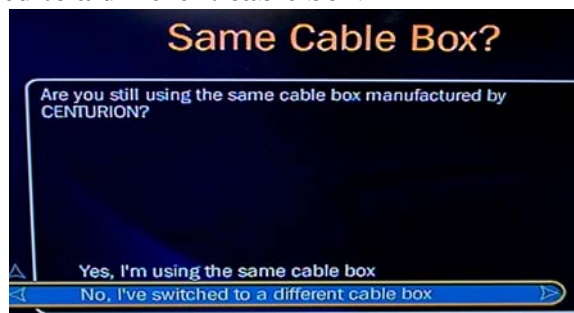 Same Cable Box?
Are you still using the same cable box manufactured by
CENTURION?
Yes, I'm using the same cable box
No, I've switched to a different cable box